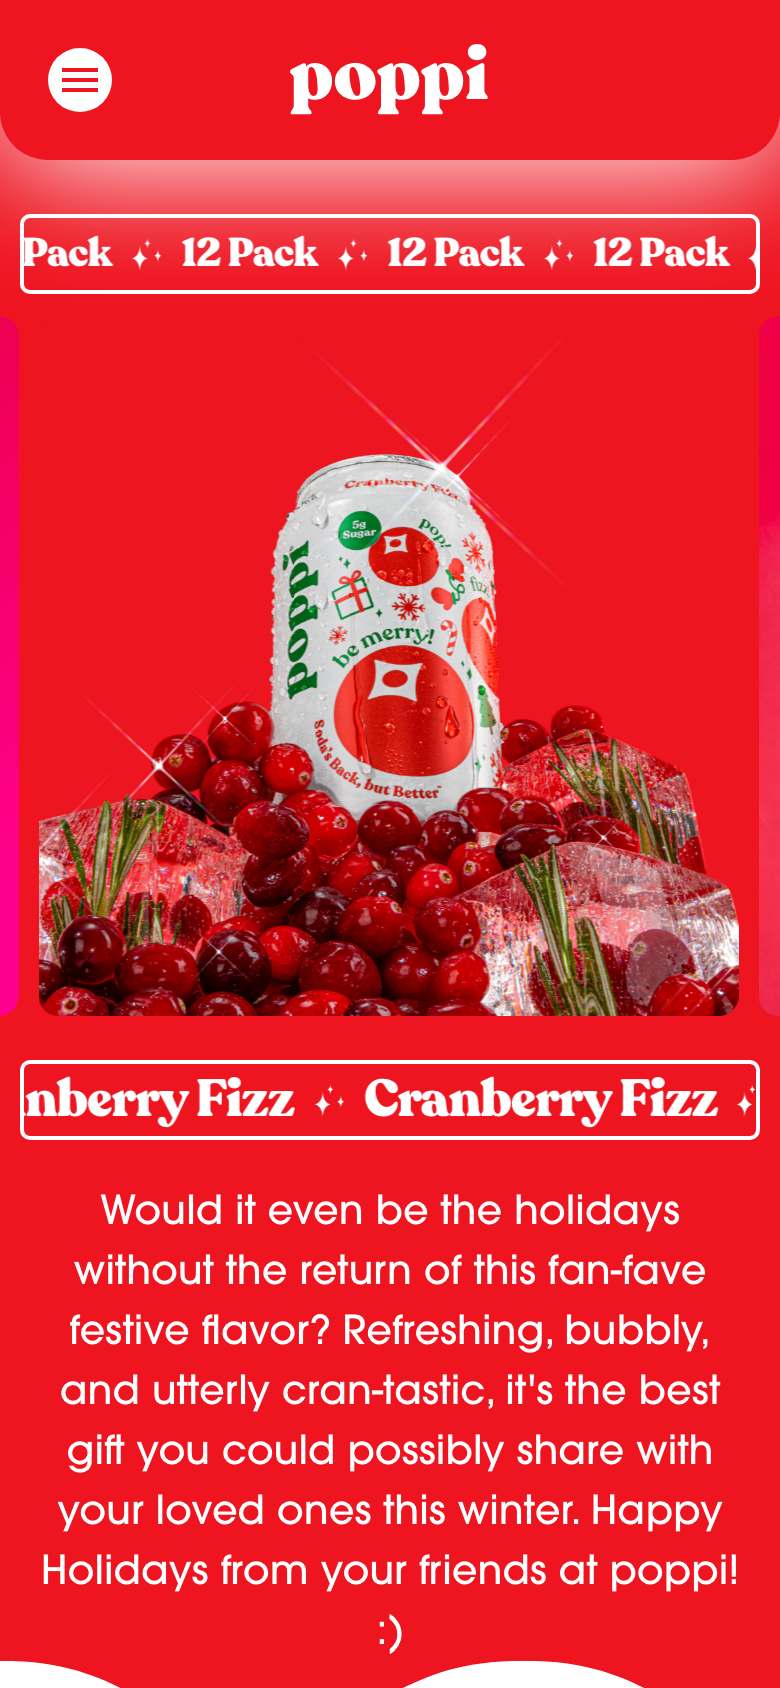 poppi
Pack 12 Pack 12 Pack 12 Pack
Cranberry Fizz
5g
Sugar
pop!
fizz
poppi
be merry!
Soda's Back, but Better™
nberry Fizz Cranberry Fizz
Would it even be the holidays
without the return of this fan-fave
festive flavor? Refreshing, bubbly,
and utterly cran-tastic, it's the best
gift you could possibly share with
your loved ones this winter. Happy
Holidays from your friends at poppi!
:)